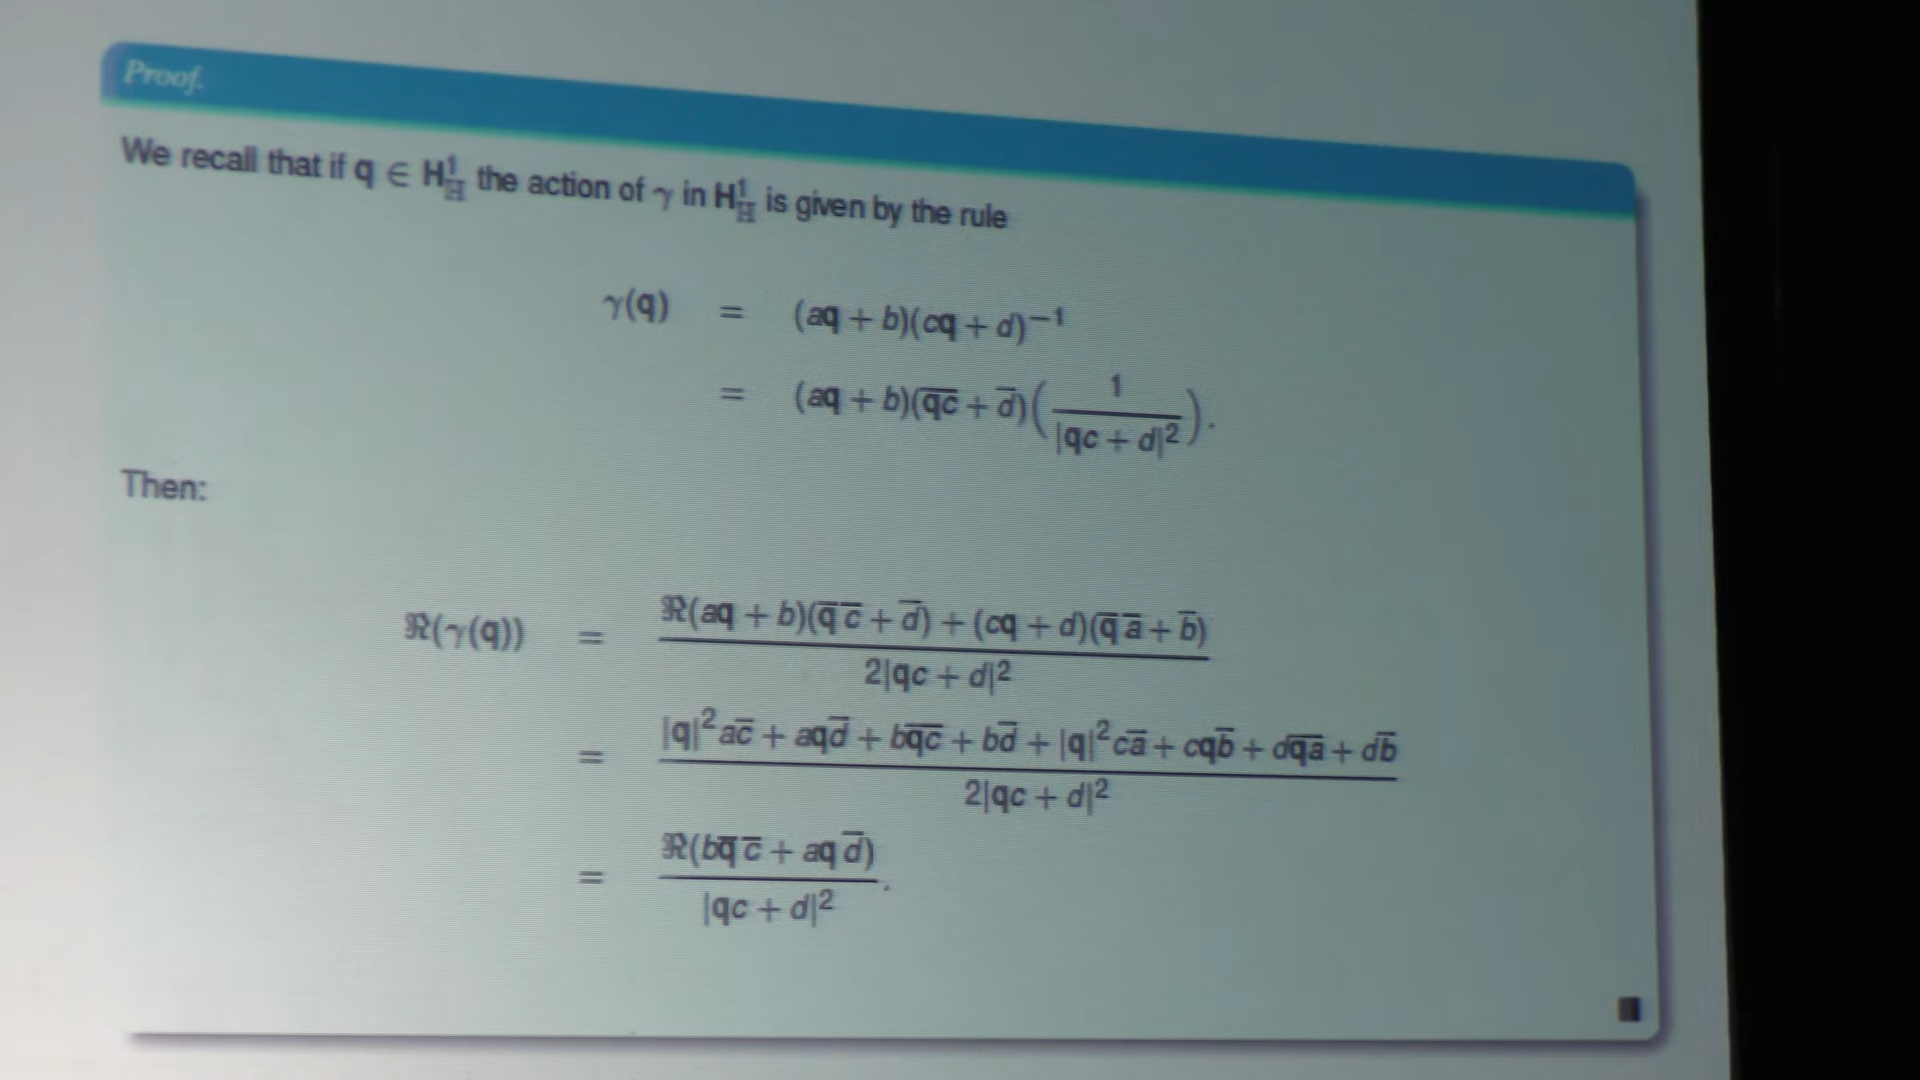 Proof.
We recall that if q ∈ H¹_ℍ the action of γ in H¹_ℍ is given by the rule
γ(q) = (aq + b)(cq + d)⁻¹
= (aq + b)(q̅c̅ + d̅)(1/|qc + d|²).
Then:
ℜ(γ(q)) = ℜ(aq + b)(q̅ c̅ + d̅) + (cq + d)(q̅ a̅ + b̅) / 2|qc + d|²
= |q|²ac̅ + aqd̅ + bq̅c̅ + bd̅ + |q|²ca̅ + cqb̅ + dq̅a̅ + db̅ / 2|qc + d|²
= ℜ(bq̅ c̅ + aq d̅) / |qc + d|².